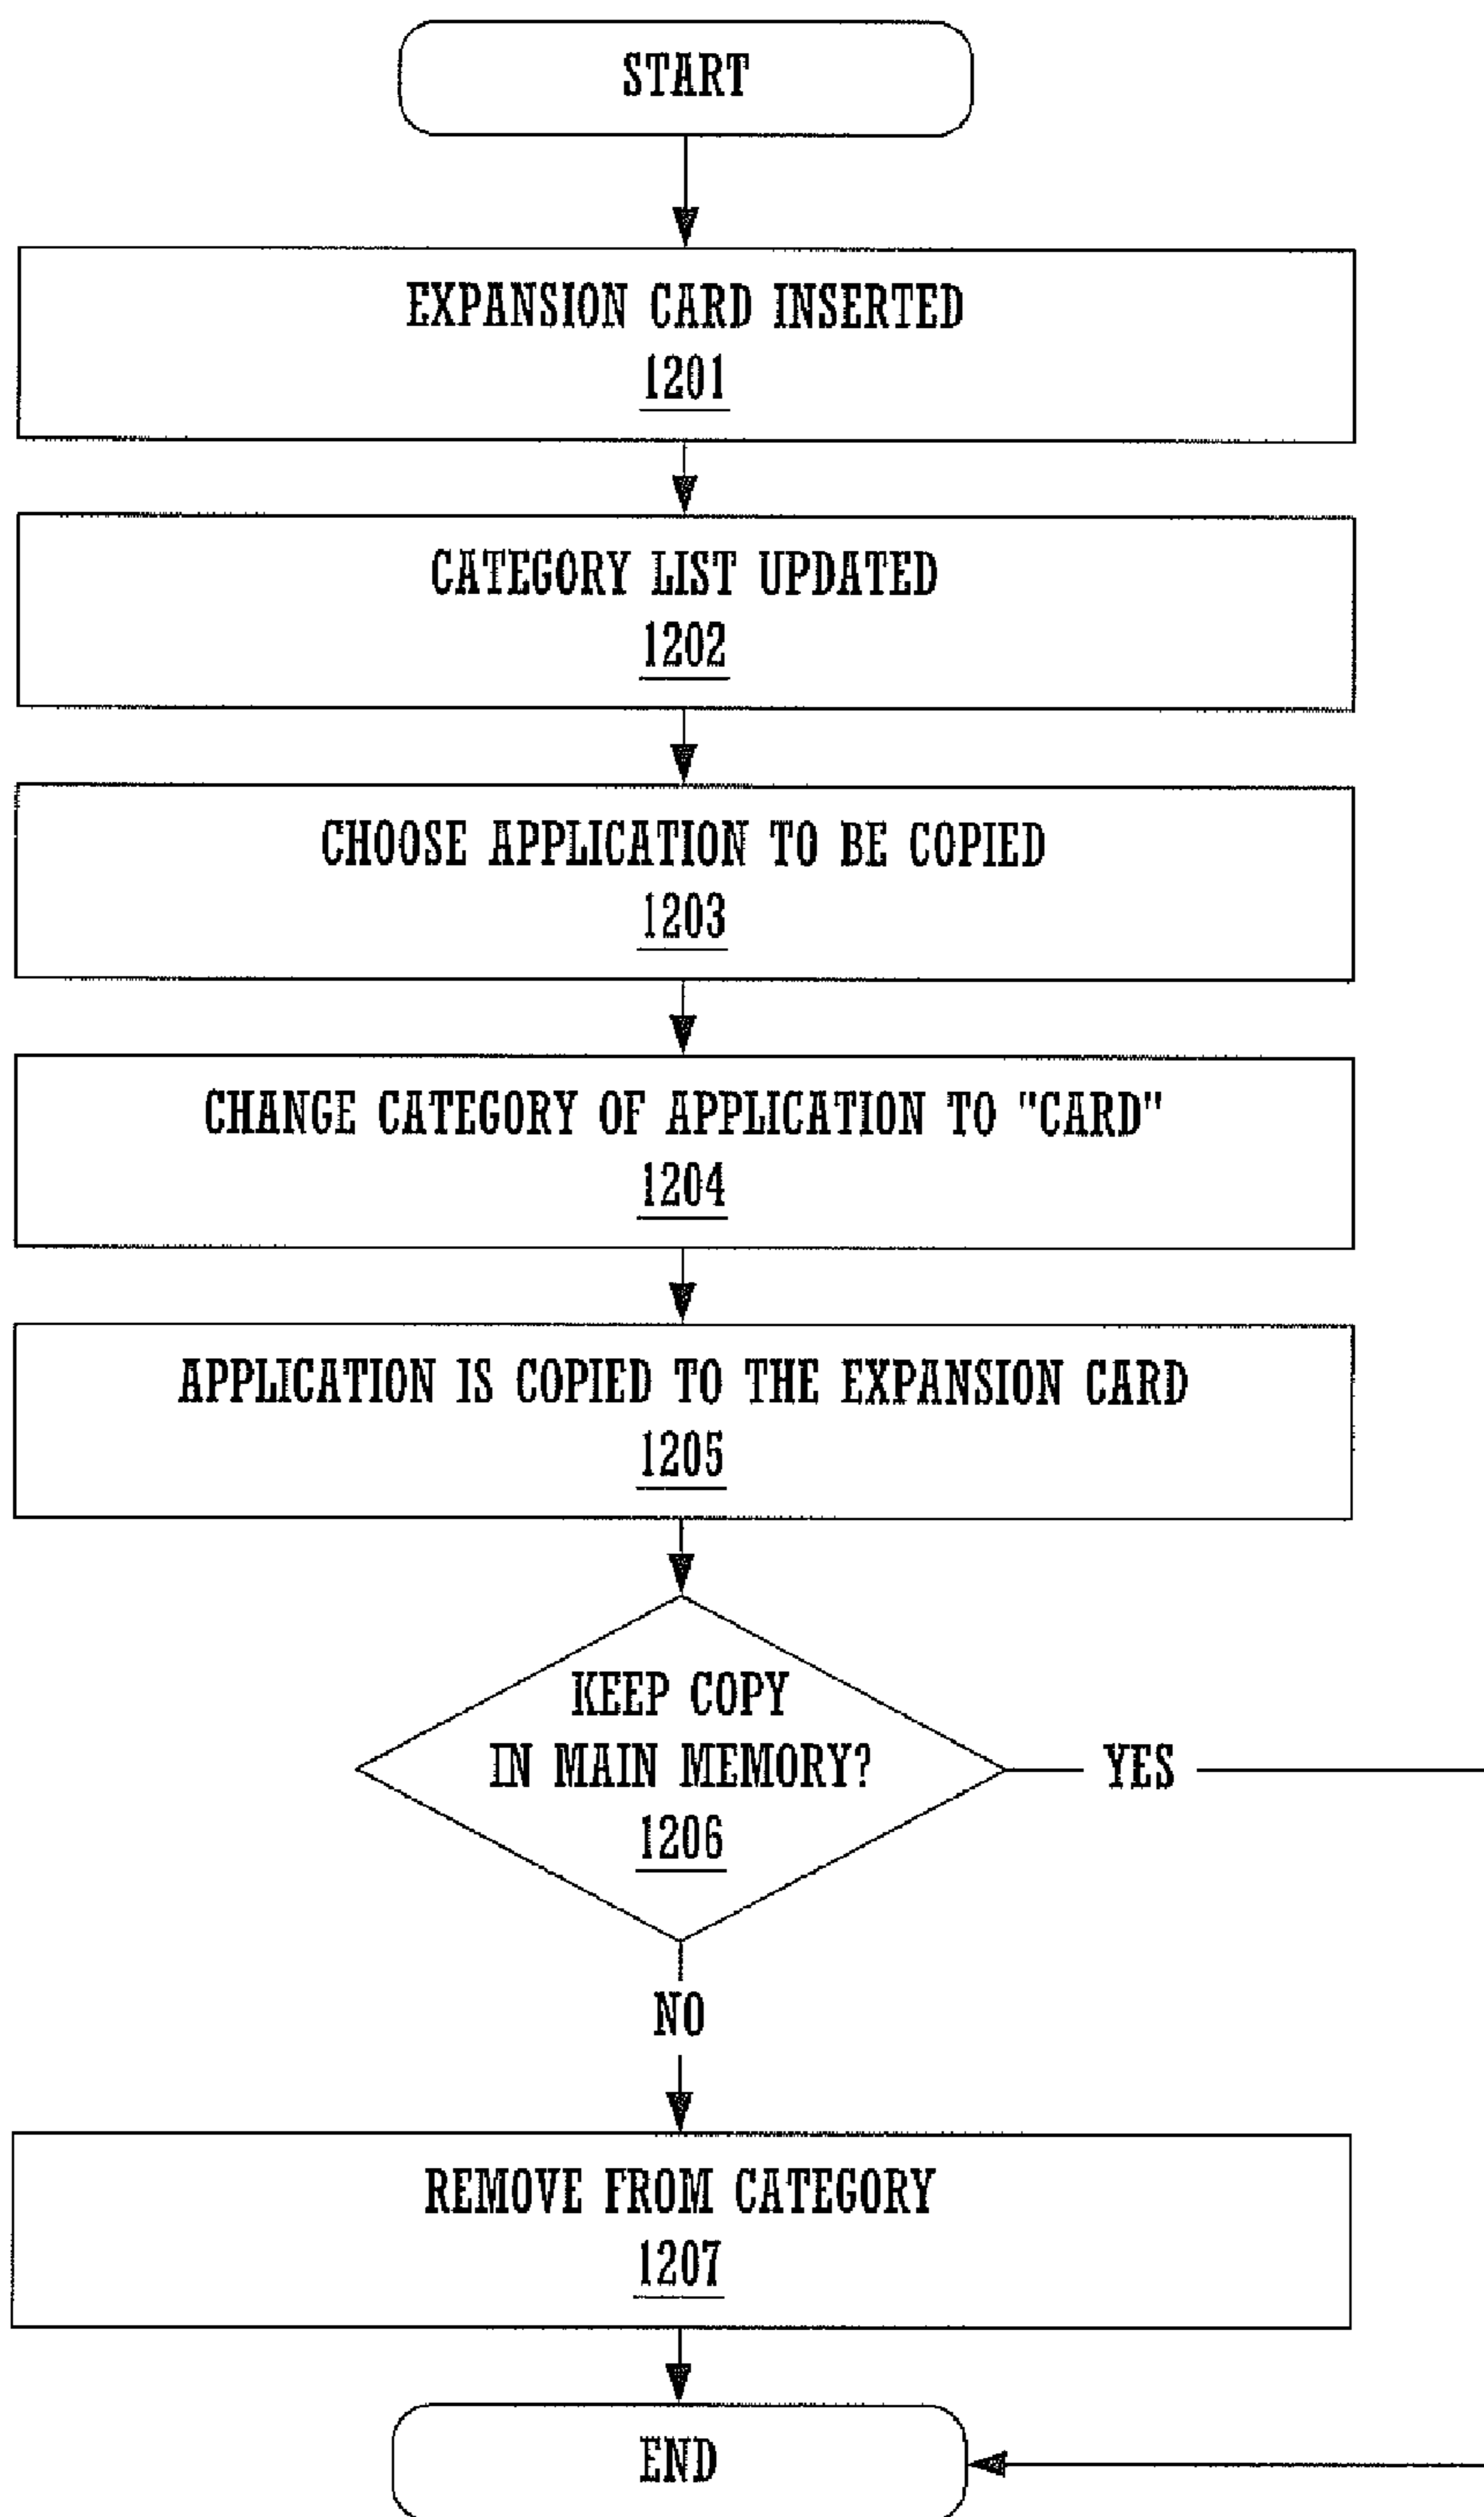 START
EXPANSION CARD INSERTED
1201
CATEGORY LIST UPDATED
1202
CHOOSE APPLICATION TO BE COPIED
1203
CHANGE CATEGORY OF APPLICATION TO "CARD"
1204
APPLICATION IS COPIED TO THE EXPANSION CARD
1205
KEEP COPY
IN MAIN MEMORY?
1206
YES
NO
REMOVE FROM CATEGORY
1207
END